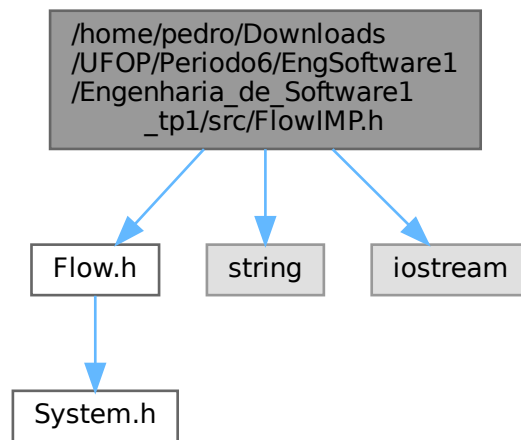 /home/pedro/Downloads
/UFOP/Periodo6/EngSoftware1
/Engenharia_de_Software1
_tp1/src/FlowIMP.h
Flow.h
string
iostream
System.h